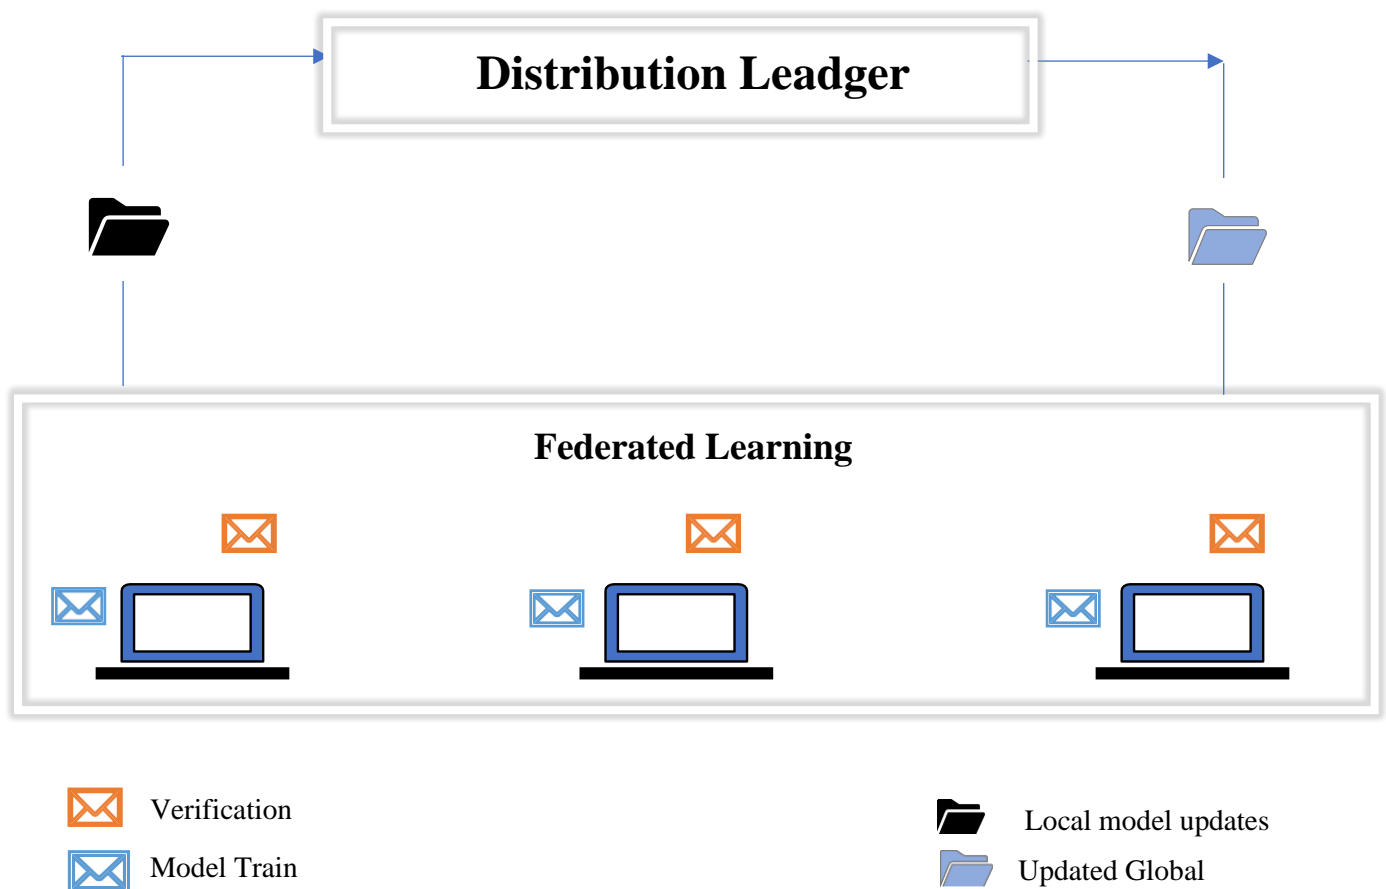 Distribution Leadger
Federated Learning
Verification
Model Train
Local model updates
Updated Global